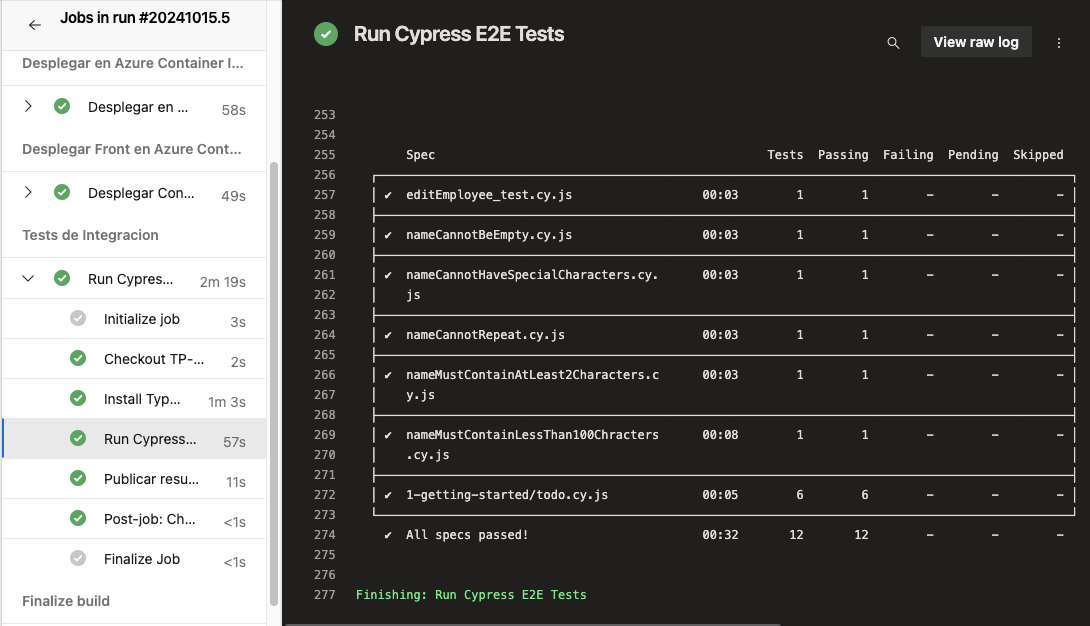 Jobs in run #20241015.5
Desplegar en Azure Container I...
Desplegar en ... 58s
Desplegar Front en Azure Cont...
Desplegar Con... 49s
Tests de Integracion
Run Cypres... 2m 19s
Initialize job 3s
Checkout TP-... 2s
Install Typ... 1m 3s
Run Cypress... 57s
Publicar resu... 11s
Post-job: Ch... <1s
Finalize Job <1s
Finalize build
Run Cypress E2E Tests
View raw log
253
254
255 Spec Tests Passing Failing Pending Skipped
256
257 ✔ editEmployee_test.cy.js 00:03 1 1 – – –
258
259 ✔ nameCannotBeEmpty.cy.js 00:03 1 1 – – –
260
261 ✔ nameCannotHaveSpecialCharacters.cy. 00:03 1 1 – – –
262 js
263
264 ✔ nameCannotRepeat.cy.js 00:03 1 1 – – –
265
266 ✔ nameMustContainAtLeast2Characters.c 00:03 1 1 – – –
267 y.js
268
269 ✔ nameMustContainLessThan100Chracters 00:08 1 1 – – –
270 .cy.js
271
272 ✔ 1-getting-started/todo.cy.js 00:05 6 6 – – –
273
274 ✔ All specs passed! 00:32 12 12 – – –
275
276
277 Finishing: Run Cypress E2E Tests